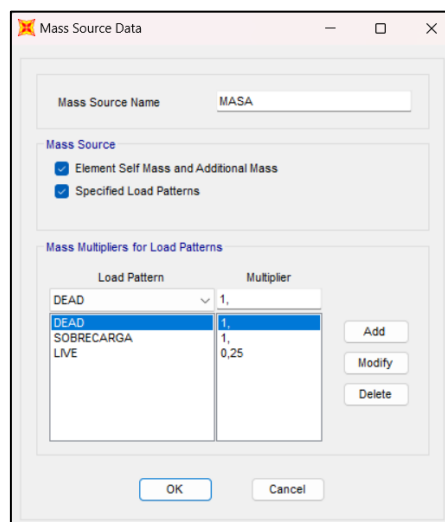 Mass Source Data
Mass Source Name MASA
Mass Source
Element Self Mass and Additional Mass
Specified Load Patterns
Mass Multipliers for Load Patterns
Load Pattern Multiplier
DEAD 1,
DEAD 1,
SOBRECARGA 1,
LIVE 0,25
Add
Modify
Delete
OK Cancel